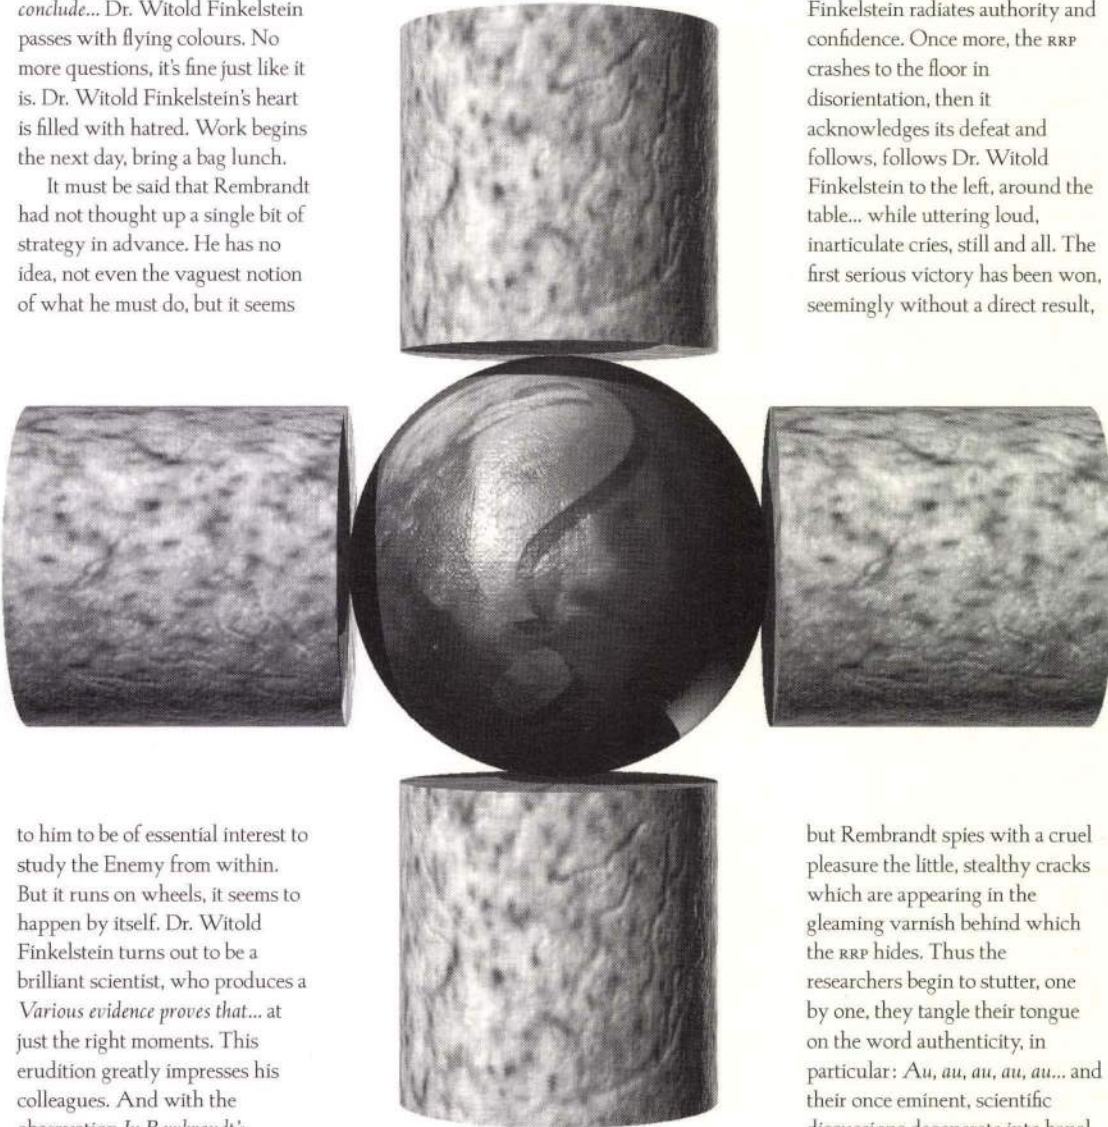 conclude... Dr. Witold Finkelstein
passes with flying colours. No
more questions, it's fine just like it
is. Dr. Witold Finkelstein's heart
is filled with hatred. Work begins
the next day, bring a bag lunch.
It must be said that Rembrandt
had not thought up a single bit of
strategy in advance. He has no
idea, not even the vaguest notion
of what he must do, but it seems
to him to be of essential interest to
study the Enemy from within.
But it runs on wheels, it seems to
happen by itself. Dr. Witold
Finkelstein turns out to be a
brilliant scientist, who produces a
Various evidence proves that... at
just the right moments. This
erudition greatly impresses his
colleagues. And with the
observation In Rembrandt's
Finkelstein radiates authority and
confidence. Once more, the RRP
crashes to the floor in
disorientation, then it
acknowledges its defeat and
follows, follows Dr. Witold
Finkelstein to the left, around the
table... while uttering loud,
inarticulate cries, still and all. The
first serious victory has been won,
seemingly without a direct result,
but Rembrandt spies with a cruel
pleasure the little, stealthy cracks
which are appearing in the
gleaming varnish behind which
the RRP hides. Thus the
researchers begin to stutter, one
by one, they tangle their tongue
on the word authenticity, in
particular: Au, au, au, au, au... and
their once eminent, scientific
discussions degenerate into banal